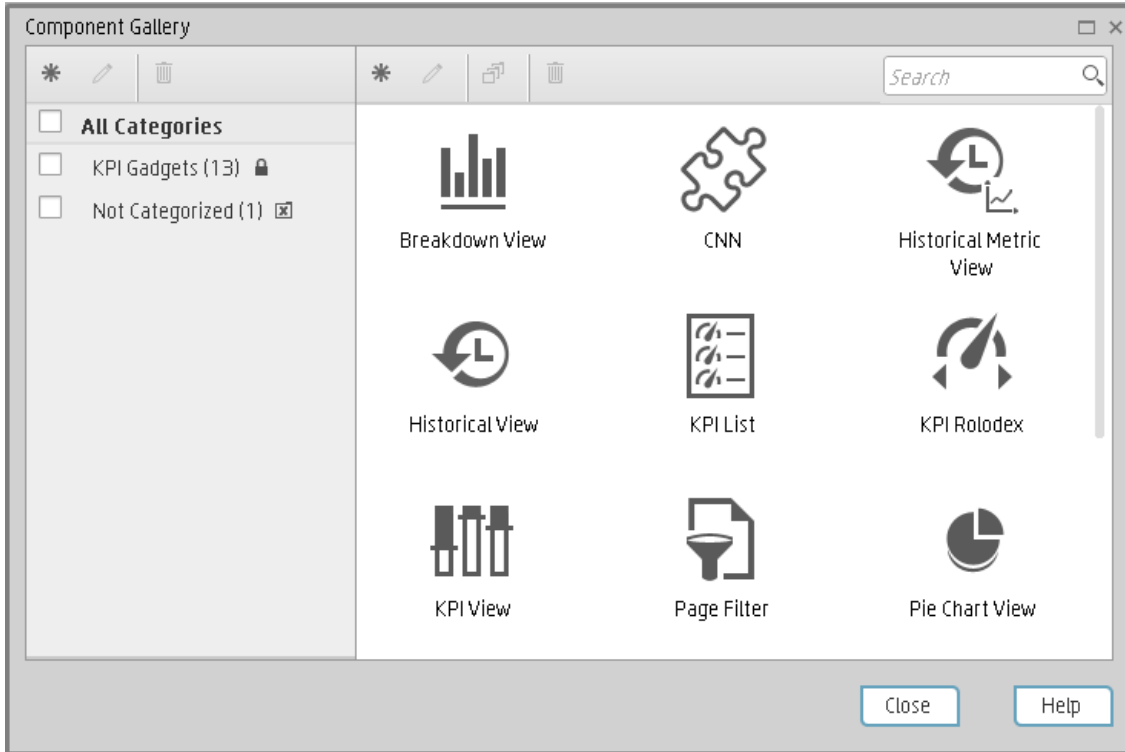 Component Gallery
Search
All Categories
KPI Gadgets (13)
Not Categorized (1)
Breakdown View
CNN
Historical Metric
View
Historical View
KPI List
KPI Rolodex
KPI View
Page Filter
Pie Chart View
Close
Help